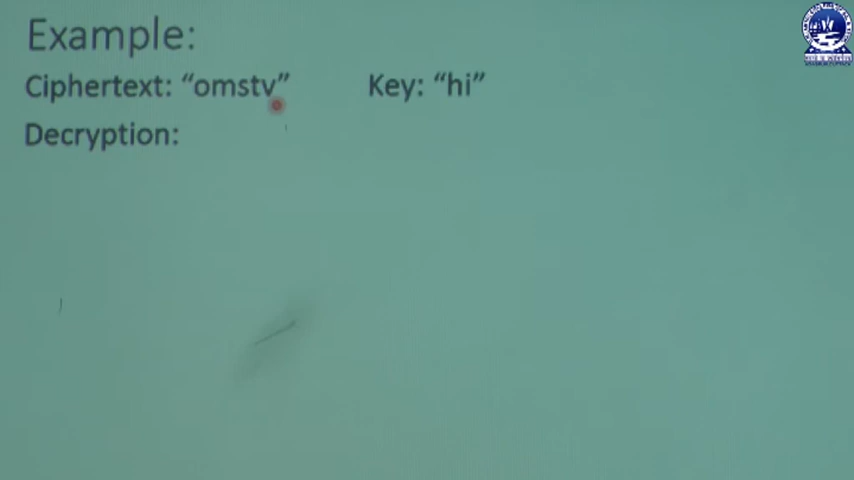 Example:
Ciphertext: “omstv” Key: “hi”
Decryption: